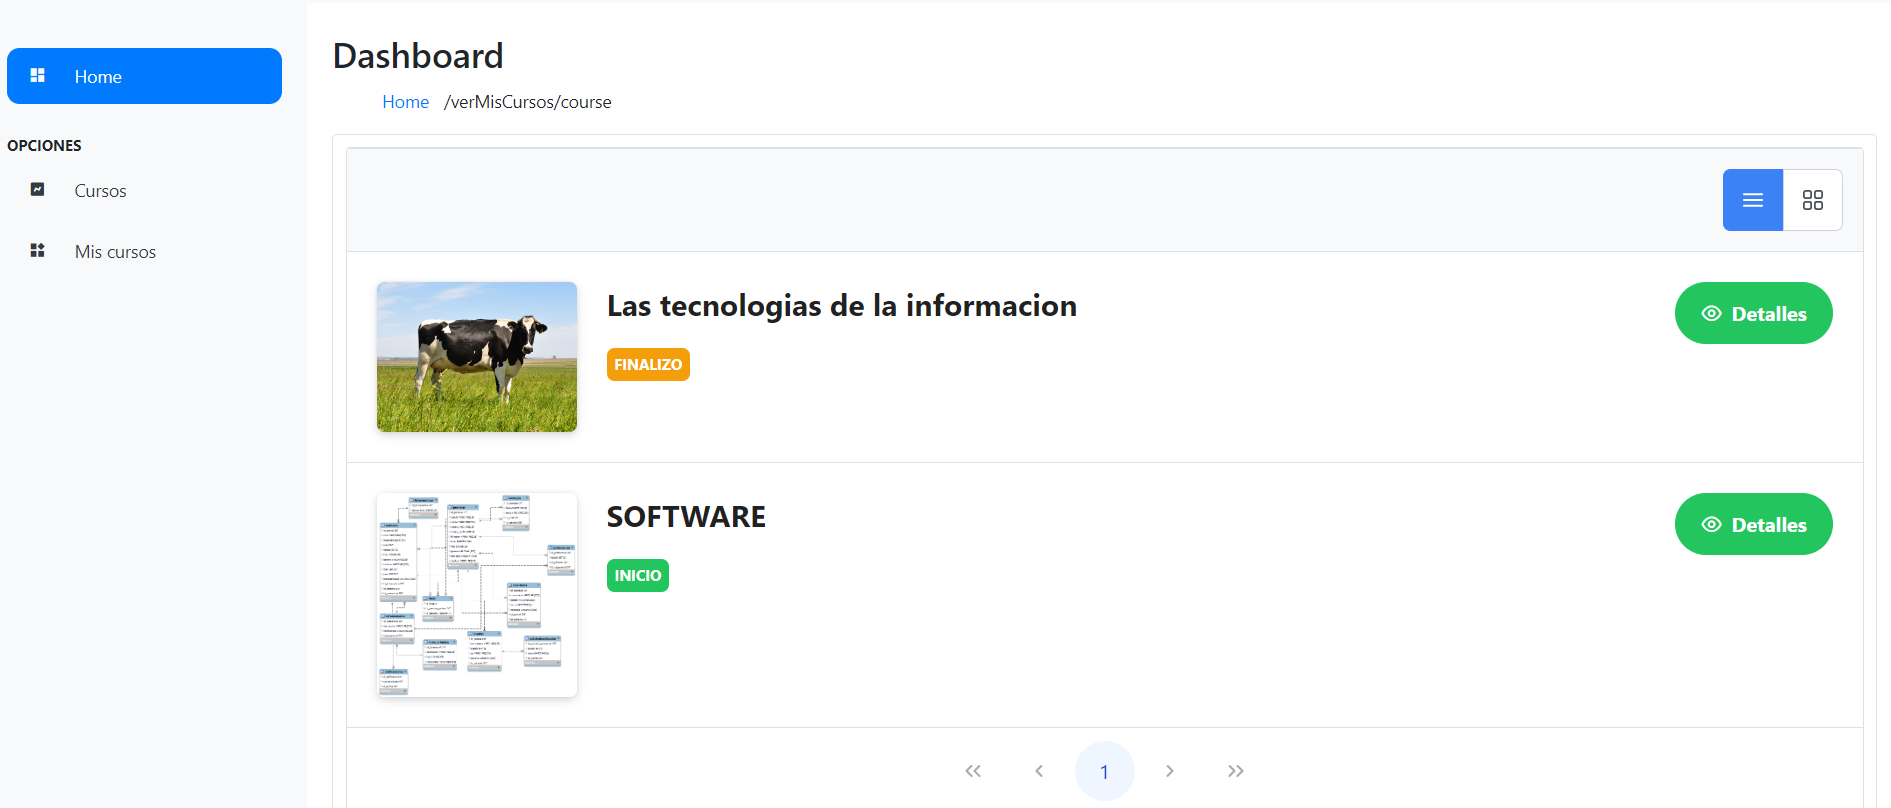 Home
OPCIONES
Cursos
Mis cursos
Dashboard
Home /verMisCursos/course
Las tecnologias de la informacion
FINALIZO
Detalles
SOFTWARE
INICIO
Detalles
1